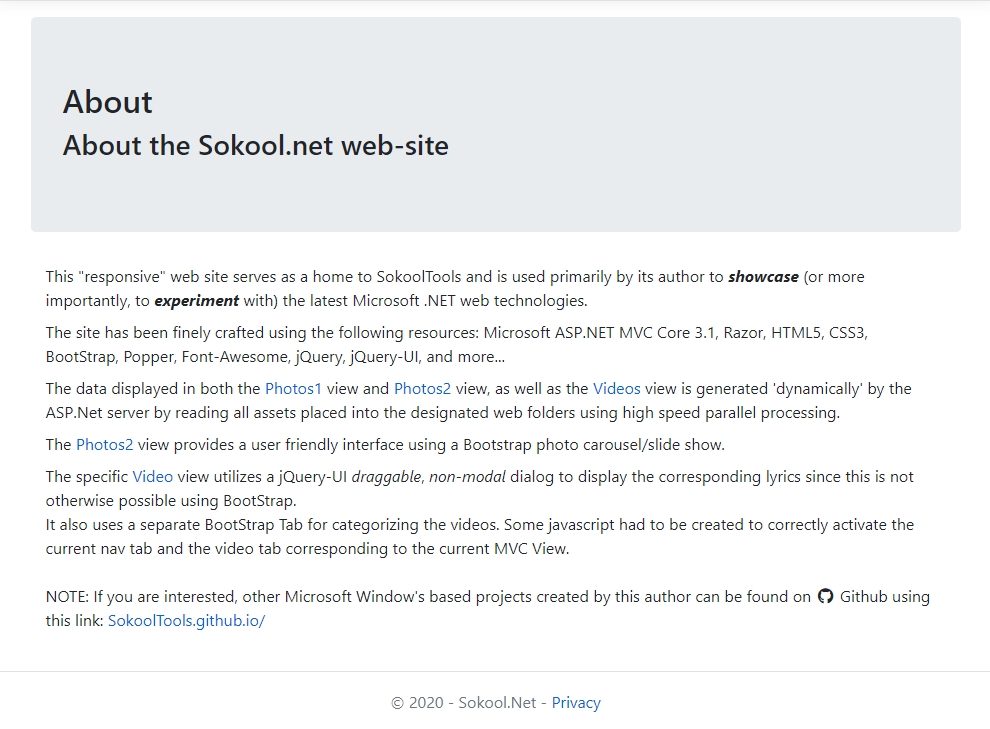 About
About the Sokool.net web-site
This "responsive" web site serves as a home to SokoolTools and is used primarily by its author to showcase (or more
importantly, to experiment with) the latest Microsoft .NET web technologies.
The site has been finely crafted using the following resources: Microsoft ASP.NET MVC Core 3.1, Razor, HTML5, CSS3,
BootStrap, Popper, Font-Awesome, jQuery, jQuery-UI, and more...
The data displayed in both the Photos1 view and Photos2 view, as well as the Videos view is generated 'dynamically' by the
ASP.Net server by reading all assets placed into the designated web folders using high speed parallel processing.
The Photos2 view provides a user friendly interface using a Bootstrap photo carousel/slide show.
The specific Video view utilizes a jQuery-UI draggable, non-modal dialog to display the corresponding lyrics since this is not
otherwise possible using BootStrap.
It also uses a separate BootStrap Tab for categorizing the videos. Some javascript had to be created to correctly activate the
current nav tab and the video tab corresponding to the current MVC View.
NOTE: If you are interested, other Microsoft Window's based projects created by this author can be found on Github using
this link: SokoolTools.github.io/
© 2020 - Sokool.Net - Privacy